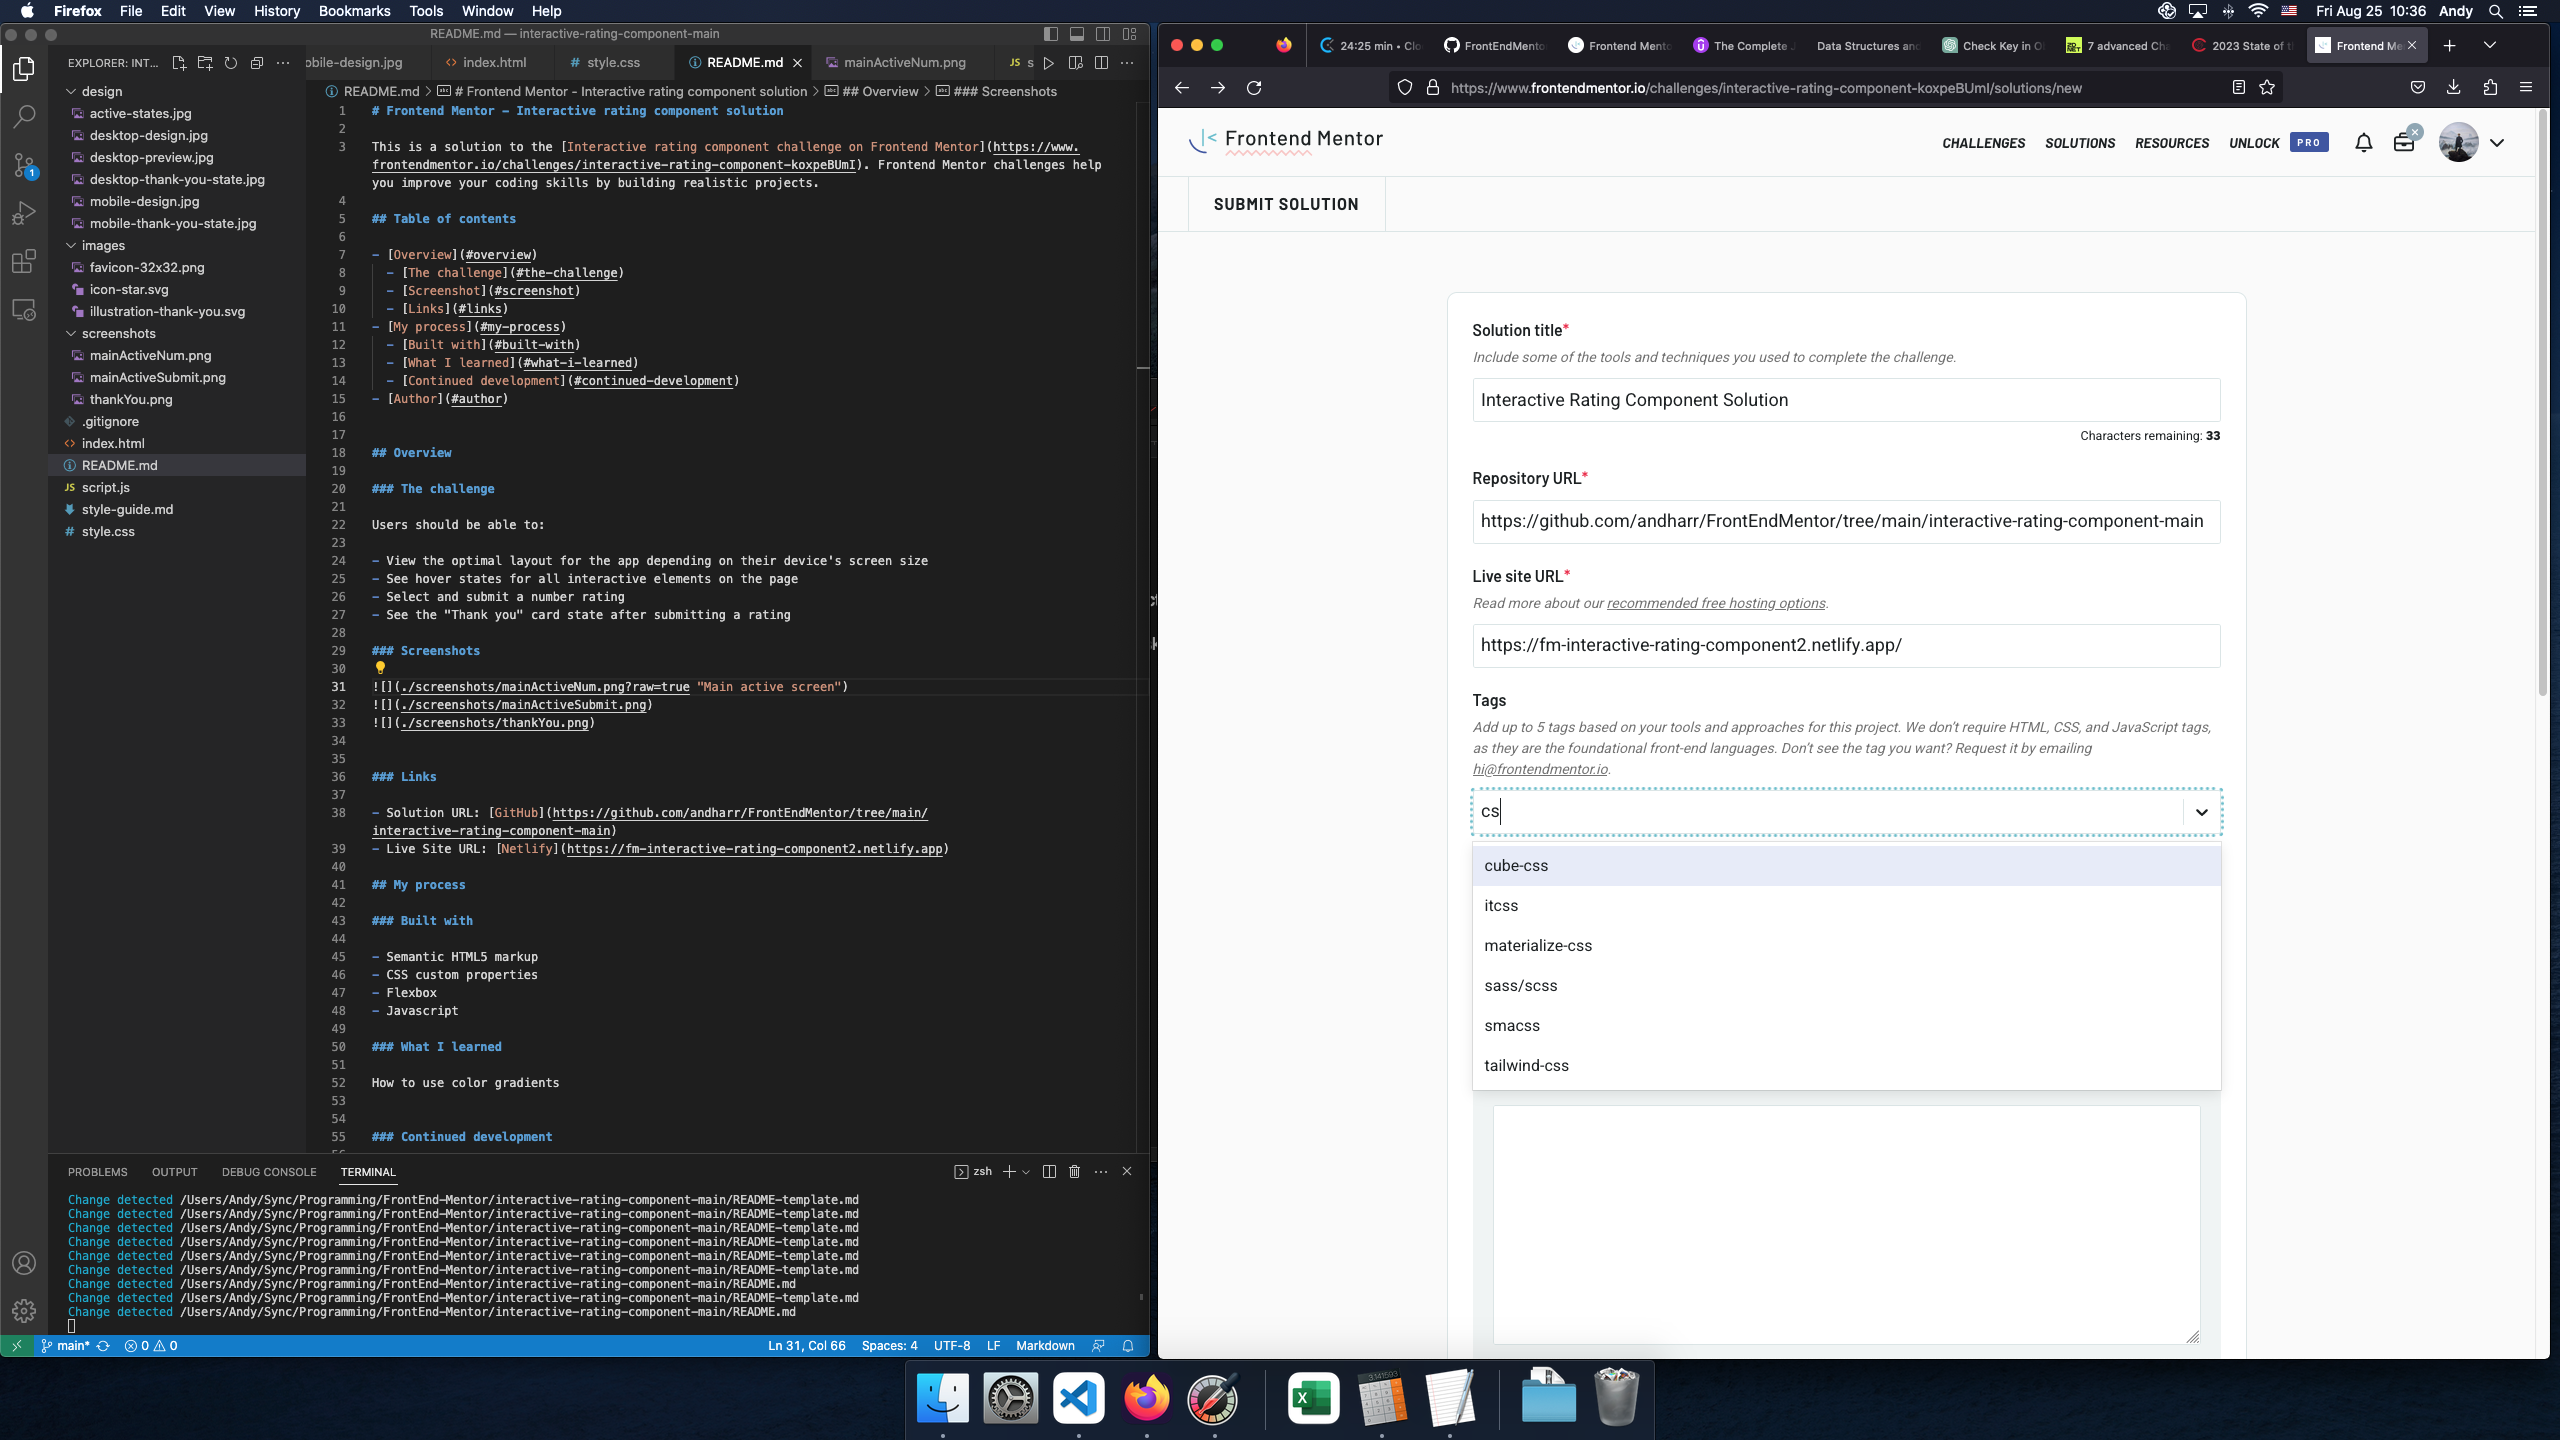 Firefox File Edit View History Bookmarks Tools Window Help
Fri Aug 25 10:36 Andy
README.md — interactive-rating-component-main
EXPLORER: INT...
design
active-states.jpg
desktop-design.jpg
desktop-preview.jpg
desktop-thank-you-state.jpg
mobile-design.jpg
mobile-thank-you-state.jpg
images
favicon-32x32.png
icon-star.svg
illustration-thank-you.svg
screenshots
mainActiveNum.png
mainActiveSubmit.png
thankYou.png
.gitignore
index.html
README.md
JS script.js
style-guide.md
# style.css
1
obile-design.jpg <> index.html # style.css README.md mainActiveNum.png JS s
README.md > # Frontend Mentor - Interactive rating component solution > ## Overview > ### Screenshots
1 # Frontend Mentor - Interactive rating component solution
2
3 This is a solution to the [Interactive rating component challenge on Frontend Mentor](https://www.
frontendmentor.io/challenges/interactive-rating-component-koxpeBUmI). Frontend Mentor challenges help
you improve your coding skills by building realistic projects.
4
5 ## Table of contents
6
7 - [Overview](#overview)
8 - [The challenge](#the-challenge)
9 - [Screenshot](#screenshot)
10 - [Links](#links)
11 - [My process](#my-process)
12 - [Built with](#built-with)
13 - [What I learned](#what-i-learned)
14 - [Continued development](#continued-development)
15 - [Author](#author)
16
17
18 ## Overview
19
20 ### The challenge
21
22 Users should be able to:
23
24 - View the optimal layout for the app depending on their device's screen size
25 - See hover states for all interactive elements on the page
26 - Select and submit a number rating
27 - See the "Thank you" card state after submitting a rating
28
29 ### Screenshots
30
31 ![](./screenshots/mainActiveNum.png?raw=true "Main active screen")
32 ![](./screenshots/mainActiveSubmit.png)
33 ![](./screenshots/thankYou.png)
34
35
36 ### Links
37
38 - Solution URL: [GitHub](https://github.com/andharr/FrontEndMentor/tree/main/
interactive-rating-component-main)
39 - Live Site URL: [Netlify](https://fm-interactive-rating-component2.netlify.app)
40
41 ## My process
42
43 ### Built with
44
45 - Semantic HTML5 markup
46 - CSS custom properties
47 - Flexbox
48 - Javascript
49
50 ### What I learned
51
52 How to use color gradients
53
54
55 ### Continued development
PROBLEMS OUTPUT DEBUG CONSOLE TERMINAL
zsh
Change detected /Users/Andy/Sync/Programming/FrontEnd-Mentor/interactive-rating-component-main/README-template.md
Change detected /Users/Andy/Sync/Programming/FrontEnd-Mentor/interactive-rating-component-main/README-template.md
Change detected /Users/Andy/Sync/Programming/FrontEnd-Mentor/interactive-rating-component-main/README-template.md
Change detected /Users/Andy/Sync/Programming/FrontEnd-Mentor/interactive-rating-component-main/README-template.md
Change detected /Users/Andy/Sync/Programming/FrontEnd-Mentor/interactive-rating-component-main/README-template.md
Change detected /Users/Andy/Sync/Programming/FrontEnd-Mentor/interactive-rating-component-main/README-template.md
Change detected /Users/Andy/Sync/Programming/FrontEnd-Mentor/interactive-rating-component-main/README.md
Change detected /Users/Andy/Sync/Programming/FrontEnd-Mentor/interactive-rating-component-main/README-template.md
Change detected /Users/Andy/Sync/Programming/FrontEnd-Mentor/interactive-rating-component-main/README.md
main* 0 0 Ln 31, Col 66 Spaces: 4 UTF-8 LF Markdown
24:25 min • Clo FrontEndMento Frontend Mento The Complete J Data Structures and Check Key in O 7 advanced Cha 2023 State of t Frontend Me
https://www.frontendmentor.io/challenges/interactive-rating-component-koxpeBUmI/solutions/new
Frontend Mentor
CHALLENGES SOLUTIONS RESOURCES UNLOCK PRO
SUBMIT SOLUTION
Solution title*
Include some of the tools and techniques you used to complete the challenge.
Interactive Rating Component Solution
Characters remaining: 33
Repository URL*
https://github.com/andharr/FrontEndMentor/tree/main/interactive-rating-component-main
Live site URL*
Read more about our recommended free hosting options.
https://fm-interactive-rating-component2.netlify.app/
Tags
Add up to 5 tags based on your tools and approaches for this project. We don't require HTML, CSS, and JavaScript tags,
as they are the foundational front-end languages. Don't see the tag you want? Request it by emailing
hi@frontendmentor.io.
cs
cube-css
itcss
materialize-css
sass/scss
smacss
tailwind-css